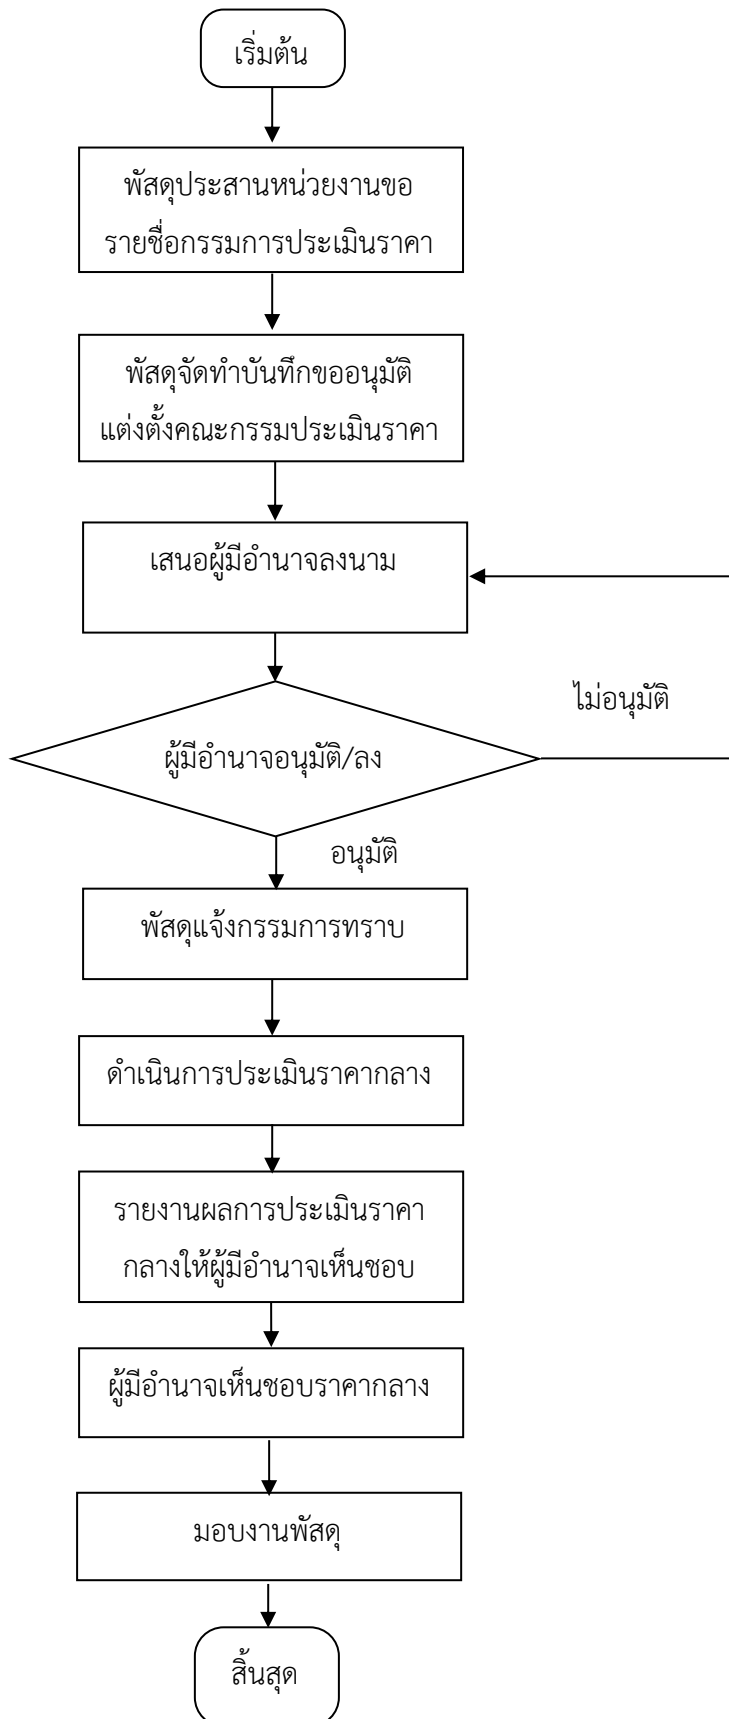 เริ่มต้น
พัสดุประสานหน่วยงานขอ
รายชื่อกรรมการประเมินราคา
พัสดุจัดทำบันทึกขออนุมัติ
แต่งตั้งคณะกรรมประเมินราคา
เสนอผู้มีอำนาจลงนาม
ไม่อนุมัติ
ผู้มีอำนาจอนุมัติ/ลง
อนุมัติ
พัสดุแจ้งกรรมการทราบ
ดำเนินการประเมินราคากลาง
รายงานผลการประเมินราคา
กลางให้ผู้มีอำนาจเห็นชอบ
ผู้มีอำนาจเห็นชอบราคากลาง
มอบงานพัสดุ
สิ้นสุด